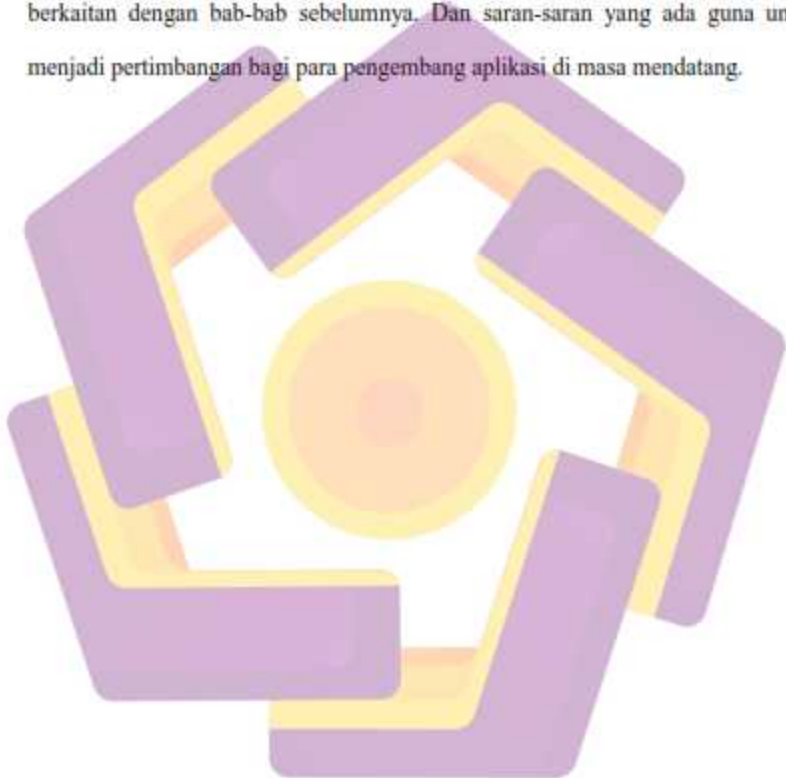 berkaitan dengan bab-bab sebelumnya. Dan saran-saran yang ada guna
menjadi pertimbangan bagi para pengembang aplikasi di masa mendatang.